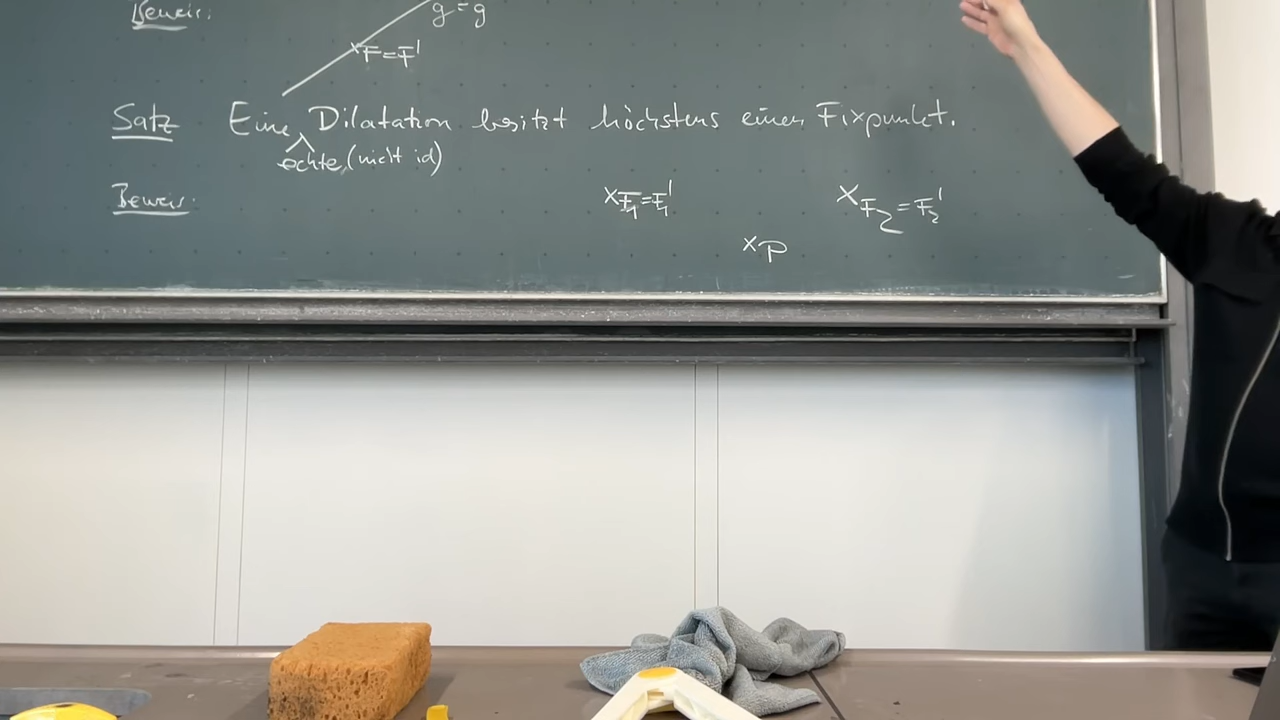 Beweis:
g = g
F = F'
Satz Eine Dilatation besitzt höchstens einen Fixpunkt.
echte (nicht id)
Beweis:
x F₁ = F₁' x F₂ = F₂'
x P